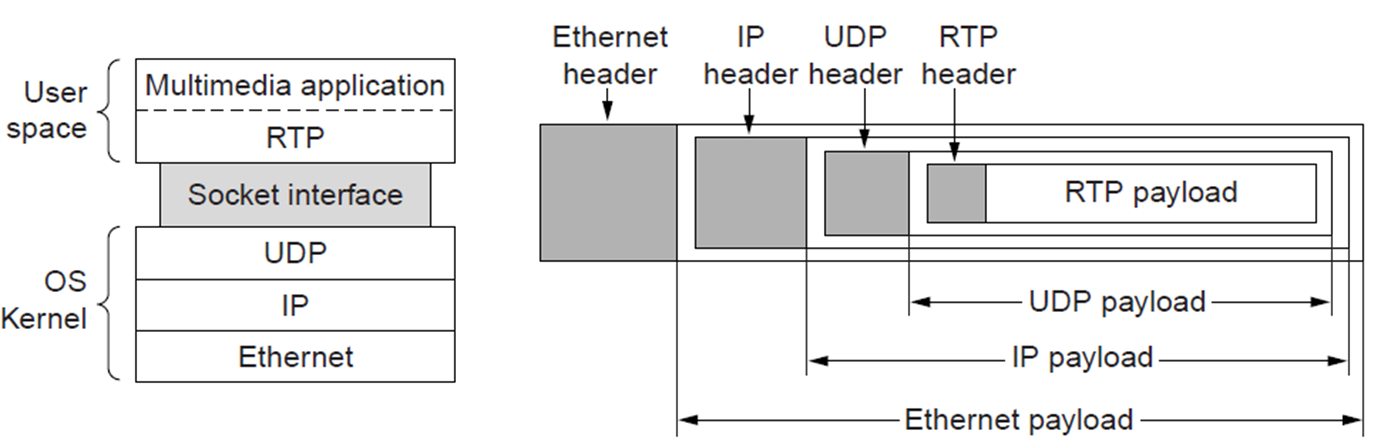 User
space
Multimedia application
RTP
Socket interface
OS
Kernel
UDP
IP
Ethernet
Ethernet
header
IP
header
UDP
header
RTP
header
RTP payload
UDP payload
IP payload
Ethernet payload